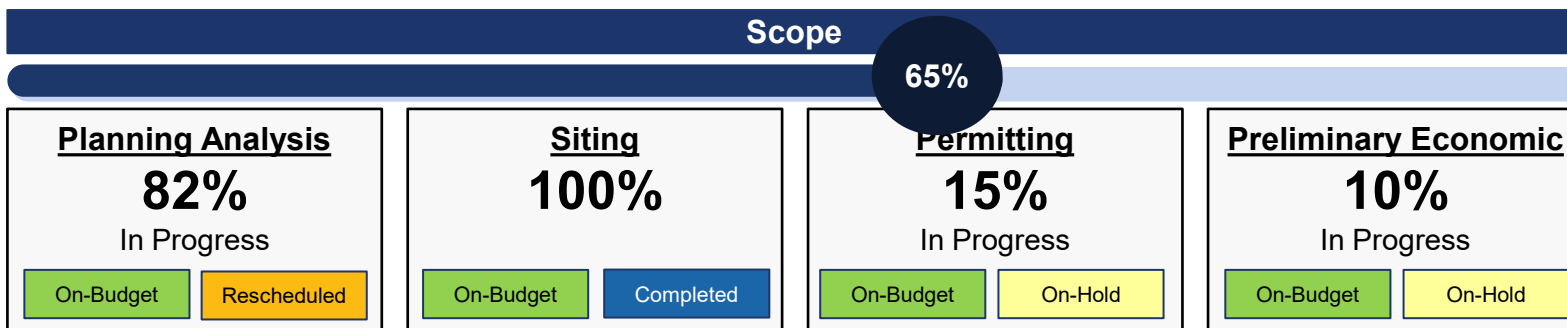 Scope
65%
Planning Analysis
82%
In Progress
On-Budget
Rescheduled
Siting
100%
On-Budget
Completed
Permitting
15%
In Progress
On-Budget
On-Hold
Preliminary Economic
10%
In Progress
On-Budget
On-Hold